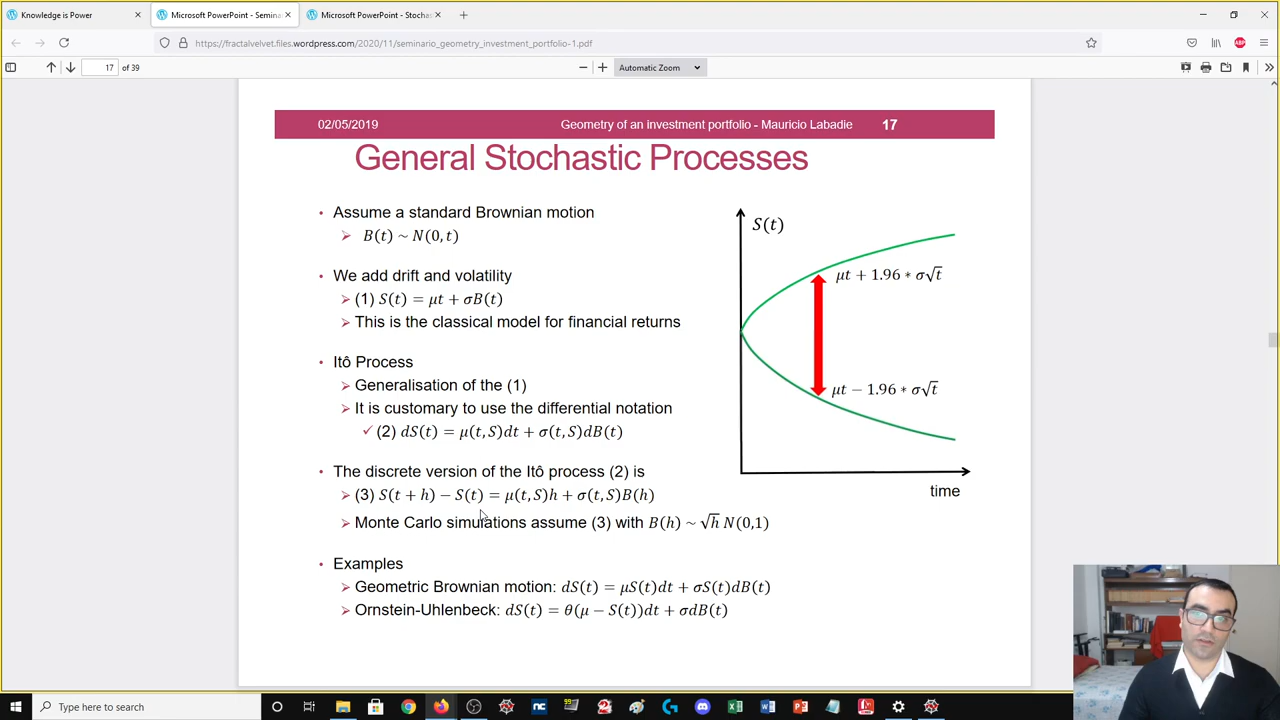 Knowledge is Power
Microsoft PowerPoint - Semina
Microsoft PowerPoint - Stochas
https://fractalvelvet.files.wordpress.com/2020/11/seminario_geometry_investment_portfolio-1.pdf
ABP
17 of 39
Automatic Zoom
02/05/2019
Geometry of an investment portfolio - Mauricio Labadie
17
General Stochastic Processes
• Assume a standard Brownian motion
➢ B(t) ~ N(0, t)
• We add drift and volatility
➢ (1) S(t) = μt + σB(t)
➢ This is the classical model for financial returns
• Itô Process
➢ Generalisation of the (1)
➢ It is customary to use the differential notation
✓ (2) dS(t) = μ(t, S)dt + σ(t, S)dB(t)
• The discrete version of the Itô process (2) is
➢ (3) S(t + h) − S(t) = μ(t, S)h + σ(t, S)B(h)
➢ Monte Carlo simulations assume (3) with B(h) ~ √h N(0,1)
• Examples
➢ Geometric Brownian motion: dS(t) = μS(t)dt + σS(t)dB(t)
➢ Ornstein-Uhlenbeck: dS(t) = θ(μ − S(t))dt + σdB(t)
S(t)
μt + 1.96 * σ√t
μt − 1.96 * σ√t
time
Type here to search